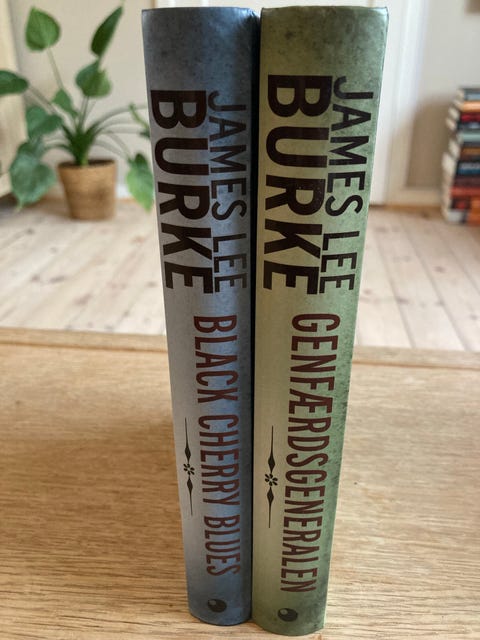 JAMES LEE
BURKE
BLACK CHERRY BLUES
JAMES LEE
BURKE
GENFÆRDSGENERALEN